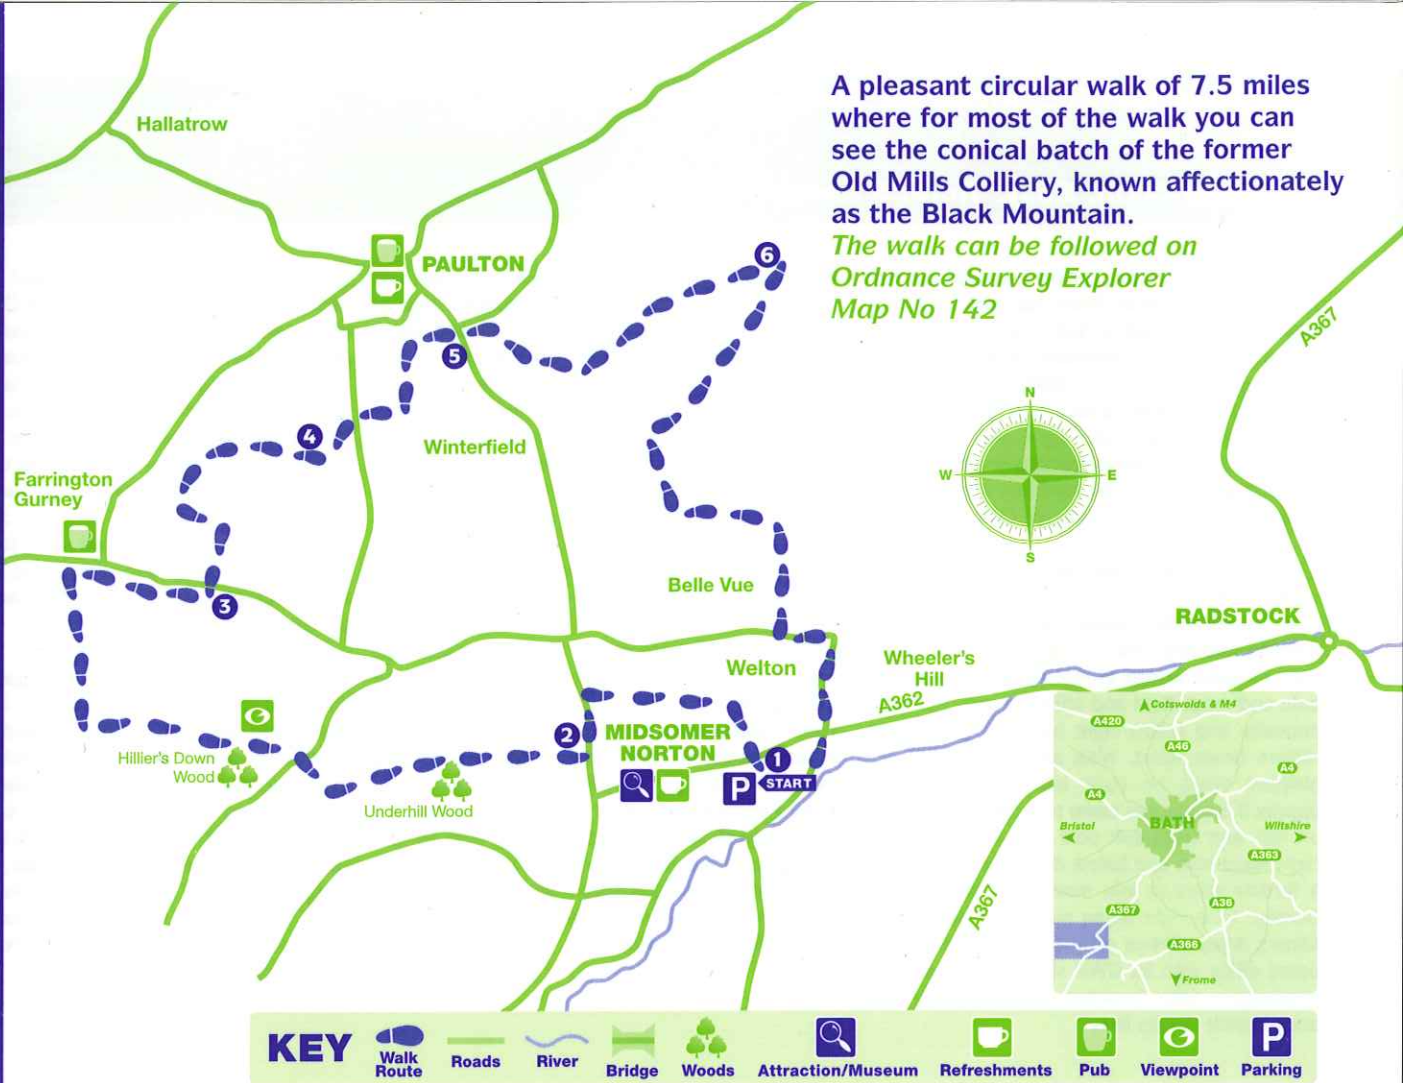 A pleasant circular walk of 7.5 miles
where for most of the walk you can
see the conical batch of the former
Old Mills Colliery, known affectionately
as the Black Mountain.
The walk can be followed on
Ordnance Survey Explorer
Map No 142
Hallatrow
PAULTON
6
5
4
Winterfield
Farrington
Gurney
3
N
W
E
S
A367
Belle Vue
RADSTOCK
Welton
Wheeler's
Hill
A362
2
MIDSOMER
NORTON
1
P
START
Hillier's Down
Wood
Underhill Wood
A367
Cotswolds & M4
A420
A46
A4
A4
Bristol
BATH
Wiltshire
A363
A367
A36
A366
Frome
KEY
Walk
Route
Roads
River
Bridge
Woods
Attraction/Museum
Refreshments
Pub
Viewpoint
P
Parking